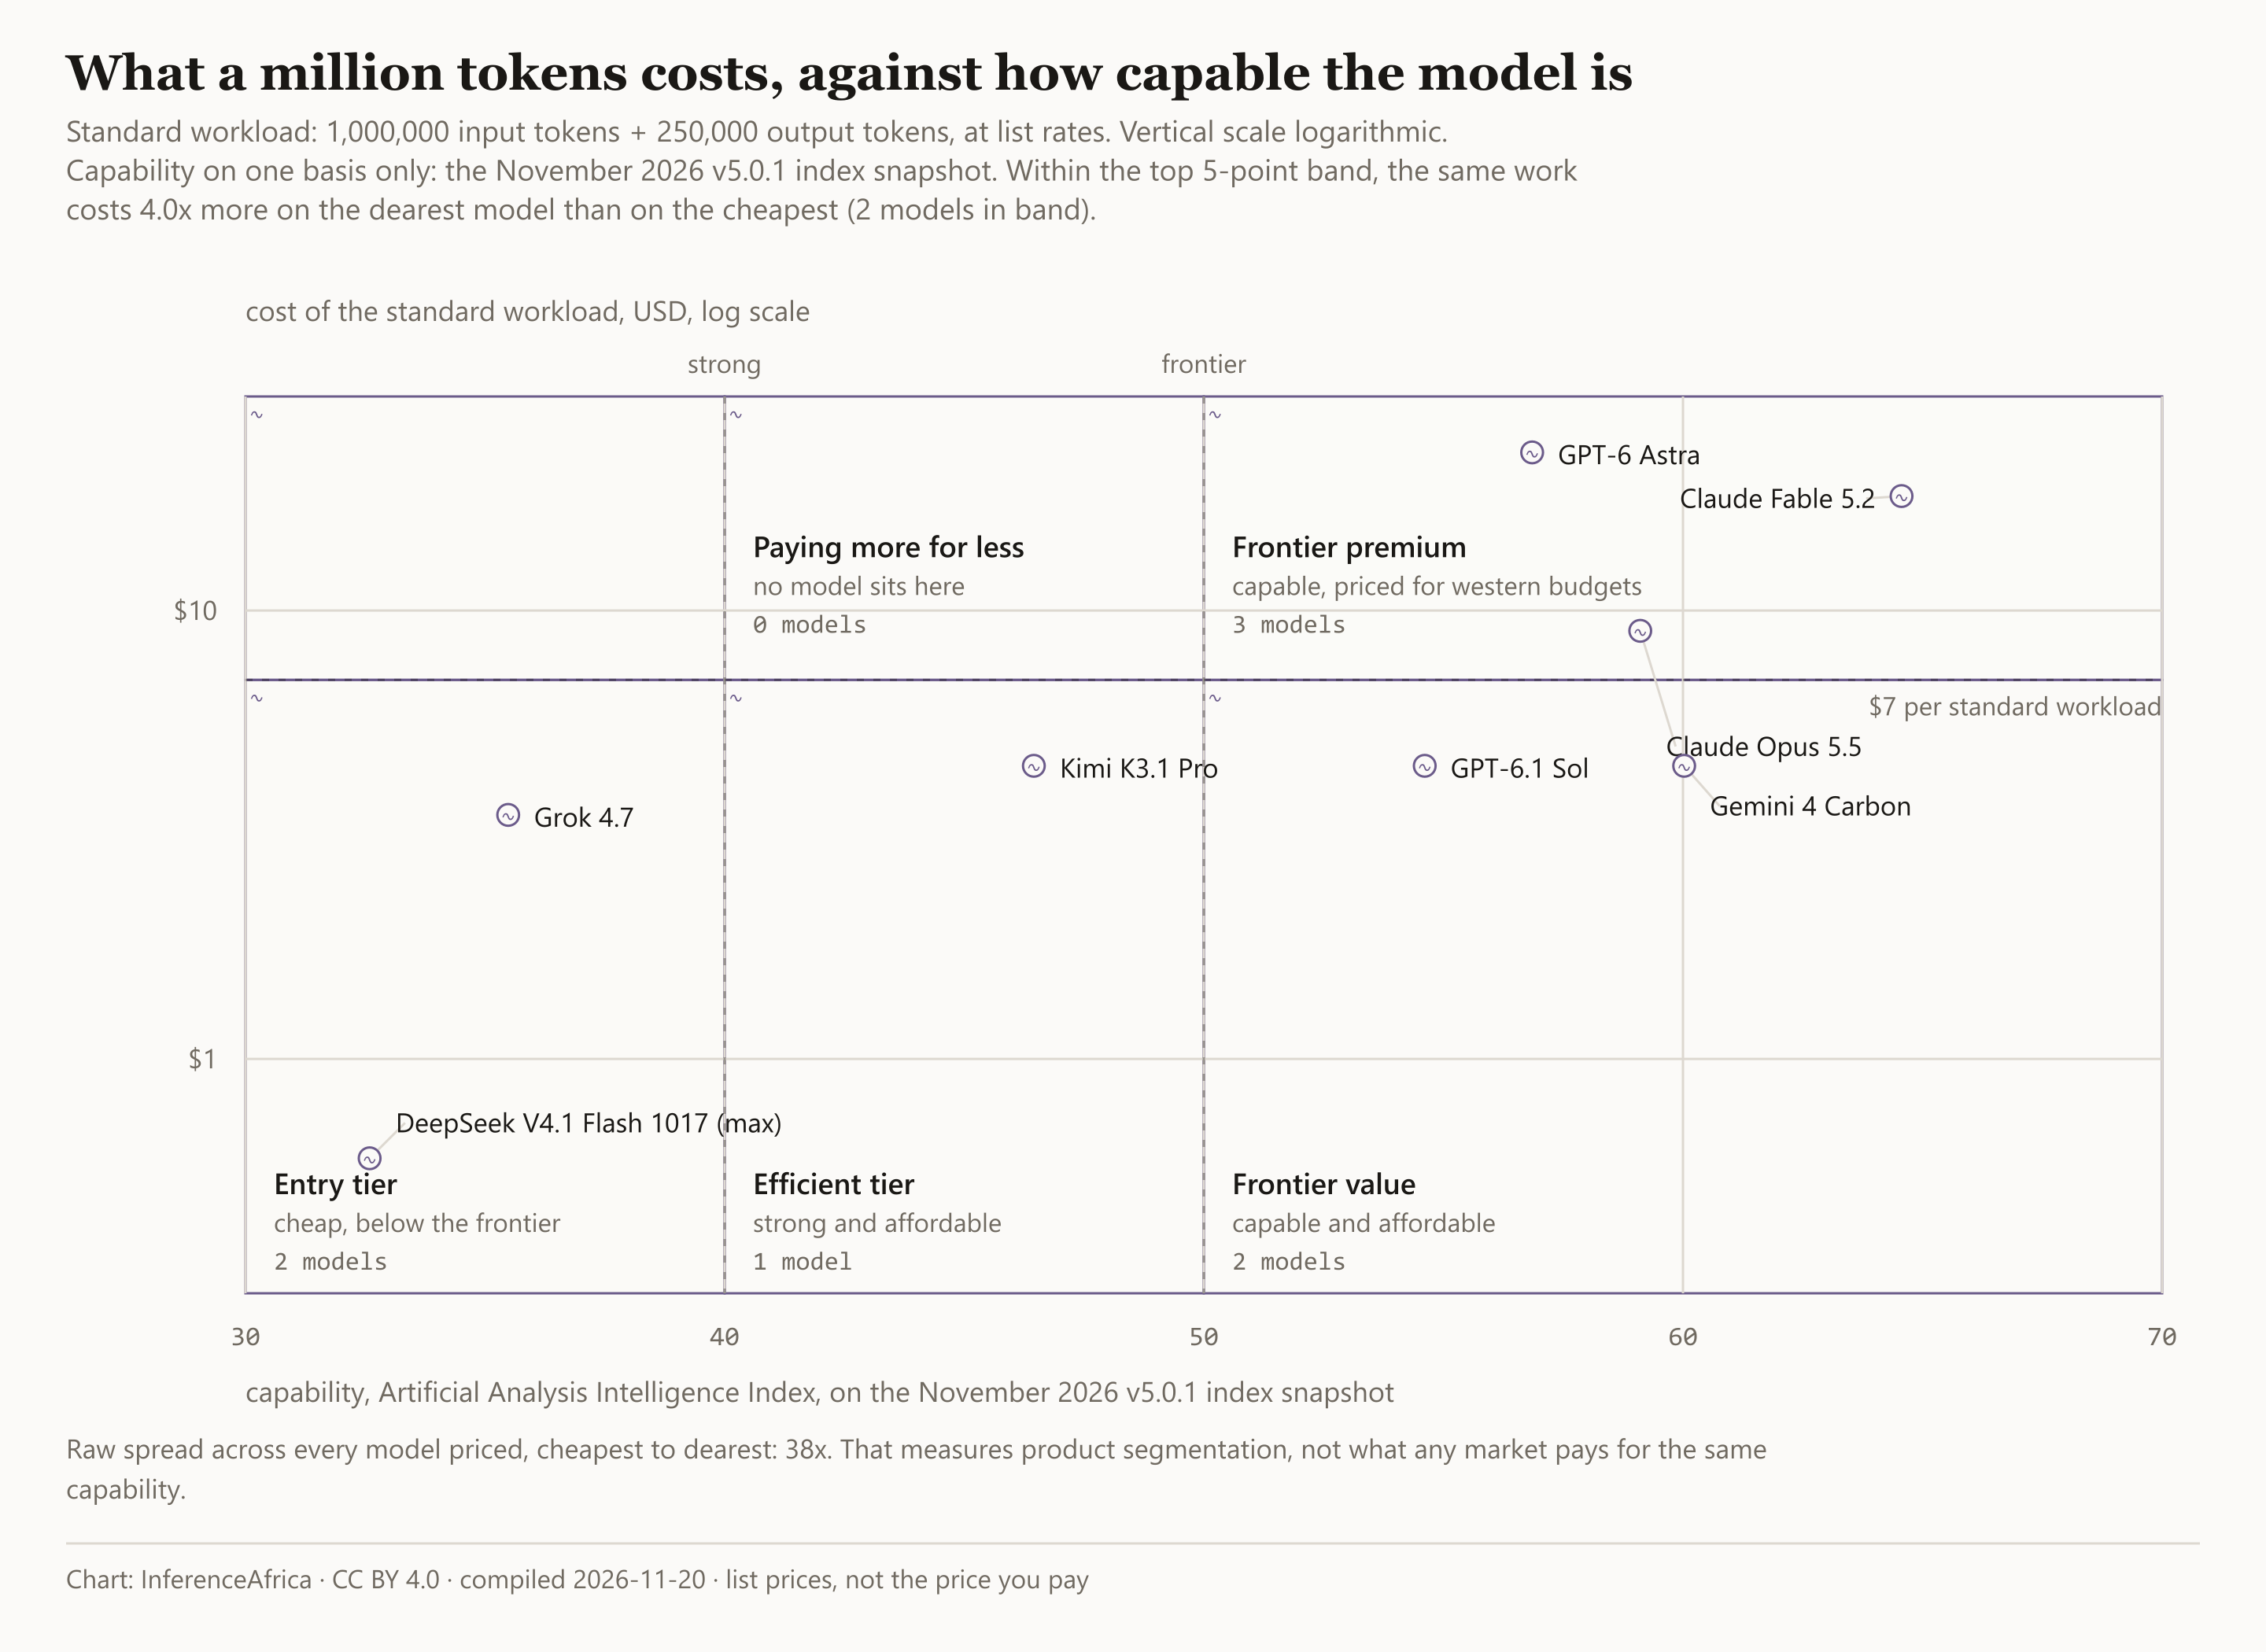 What a million tokens costs, against how capable the model is
Standard workload: 1,000,000 input tokens + 250,000 output tokens, at list rates. Vertical scale logarithmic.
Capability on one basis only: the November 2026 v5.0.1 index snapshot. Within the top 5-point band, the same work
costs 4.0x more on the dearest model than on the cheapest (2 models in band).
cost of the standard workload, USD, log scale
strong
frontier
GPT-6 Astra
Claude Fable 5.2
Paying more for less
no model sits here
0 models
Frontier premium
capable, priced for western budgets
3 models
$10
$7 per standard workload
Claude Opus 5.5
Kimi K3.1 Pro
GPT-6.1 Sol
Gemini 4 Carbon
Grok 4.7
$1
DeepSeek V4.1 Flash 1017 (max)
Entry tier
cheap, below the frontier
2 models
Efficient tier
strong and affordable
1 model
Frontier value
capable and affordable
2 models
30
40
50
60
70
capability, Artificial Analysis Intelligence Index, on the November 2026 v5.0.1 index snapshot
Raw spread across every model priced, cheapest to dearest: 38x. That measures product segmentation, not what any market pays for the same
capability.
Chart: InferenceAfrica · CC BY 4.0 · compiled 2026-11-20 · list prices, not the price you pay